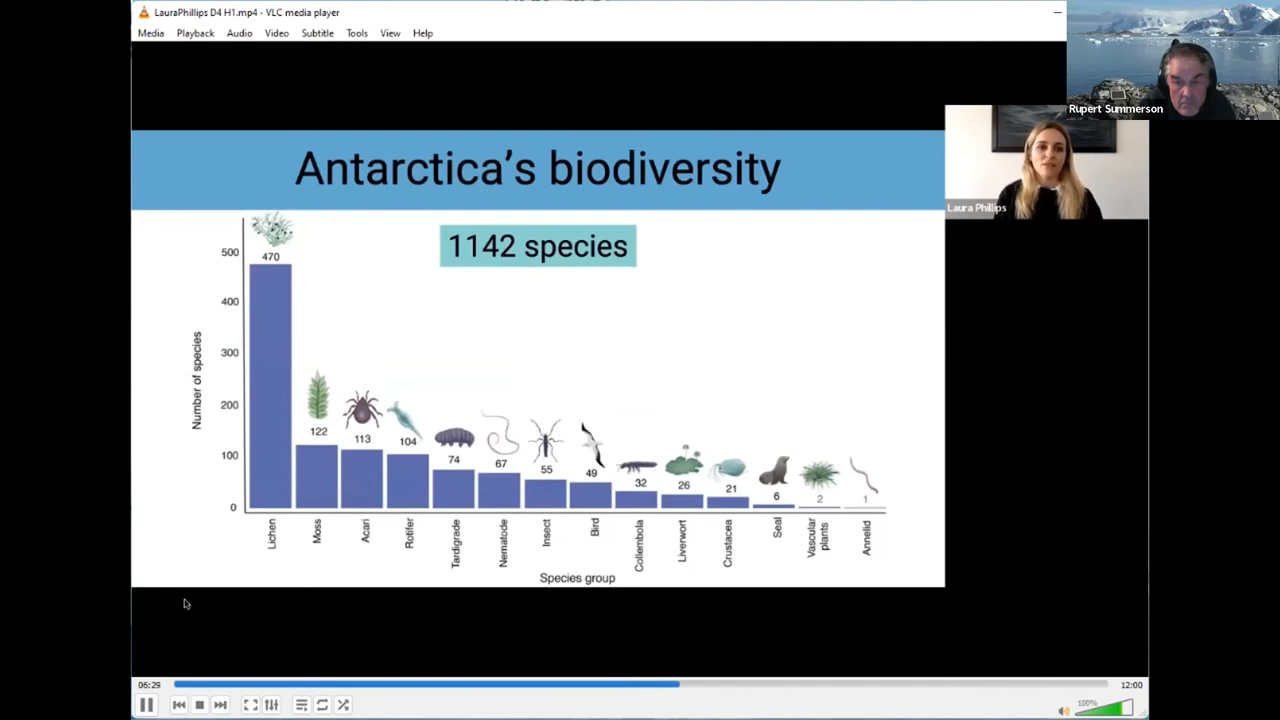 LauraPhillips D4 H1.mp4 - VLC media player
Media Playback Audio Video Subtitle Tools View Help
Rupert Summerson
Laura Phillips
Antarctica's biodiversity
1142 species
Number of species
500
400
300
200
100
0
470
122
113
104
74
67
55
49
32
26
21
6
2
1
Lichen
Moss
Acari
Rotifer
Tardigrade
Nematode
Insect
Bird
Collembola
Liverwort
Crustacea
Seal
Vascular
plants
Annelid
Species group
06:29
12:00
100%